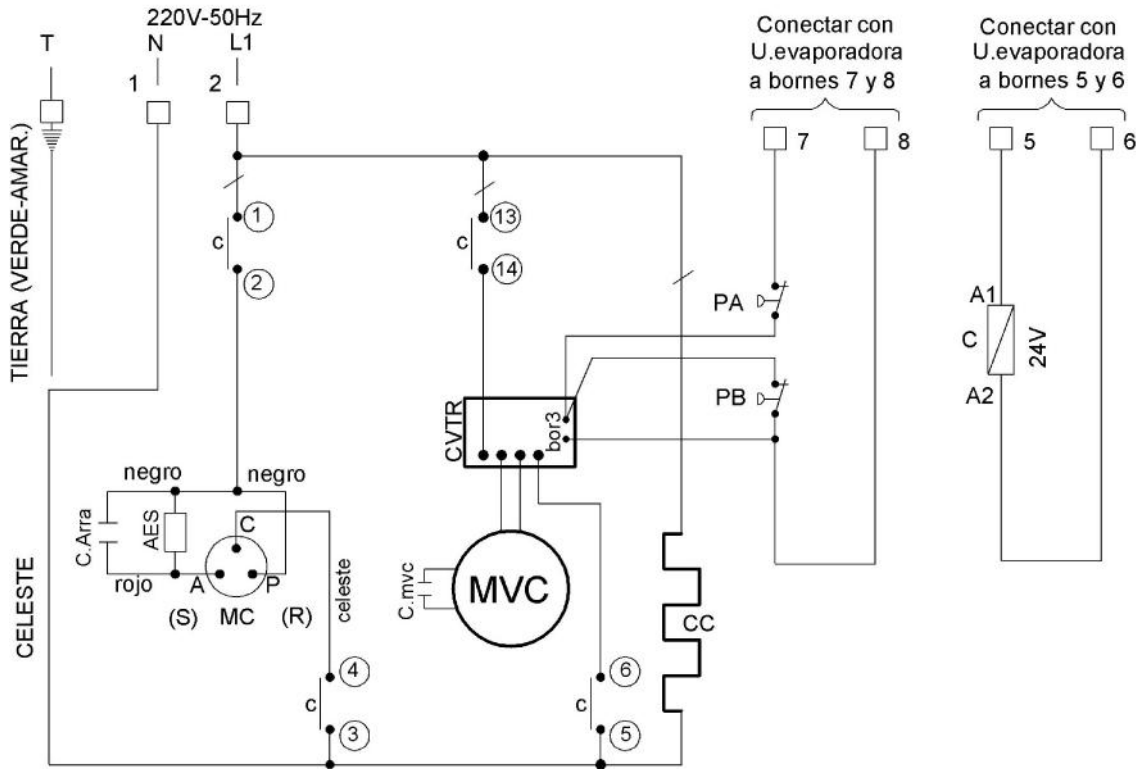 220V-50Hz
T
N
L1
1
2
Conectar con
U.evaporadora
a bornes 7 y 8
Conectar con
U.evaporadora
a bornes 5 y 6
7
8
5
6
TIERRA (VERDE-AMAR.)
1
c
2
13
c
14
PA
PB
A1
C
24V
A2
CVTR
bor3
negro
negro
C.Arra
AES
C
rojo
A
P
(S)
MC
(R)
celeste
CELESTE
C.mvc
MVC
CC
4
c
3
6
c
5